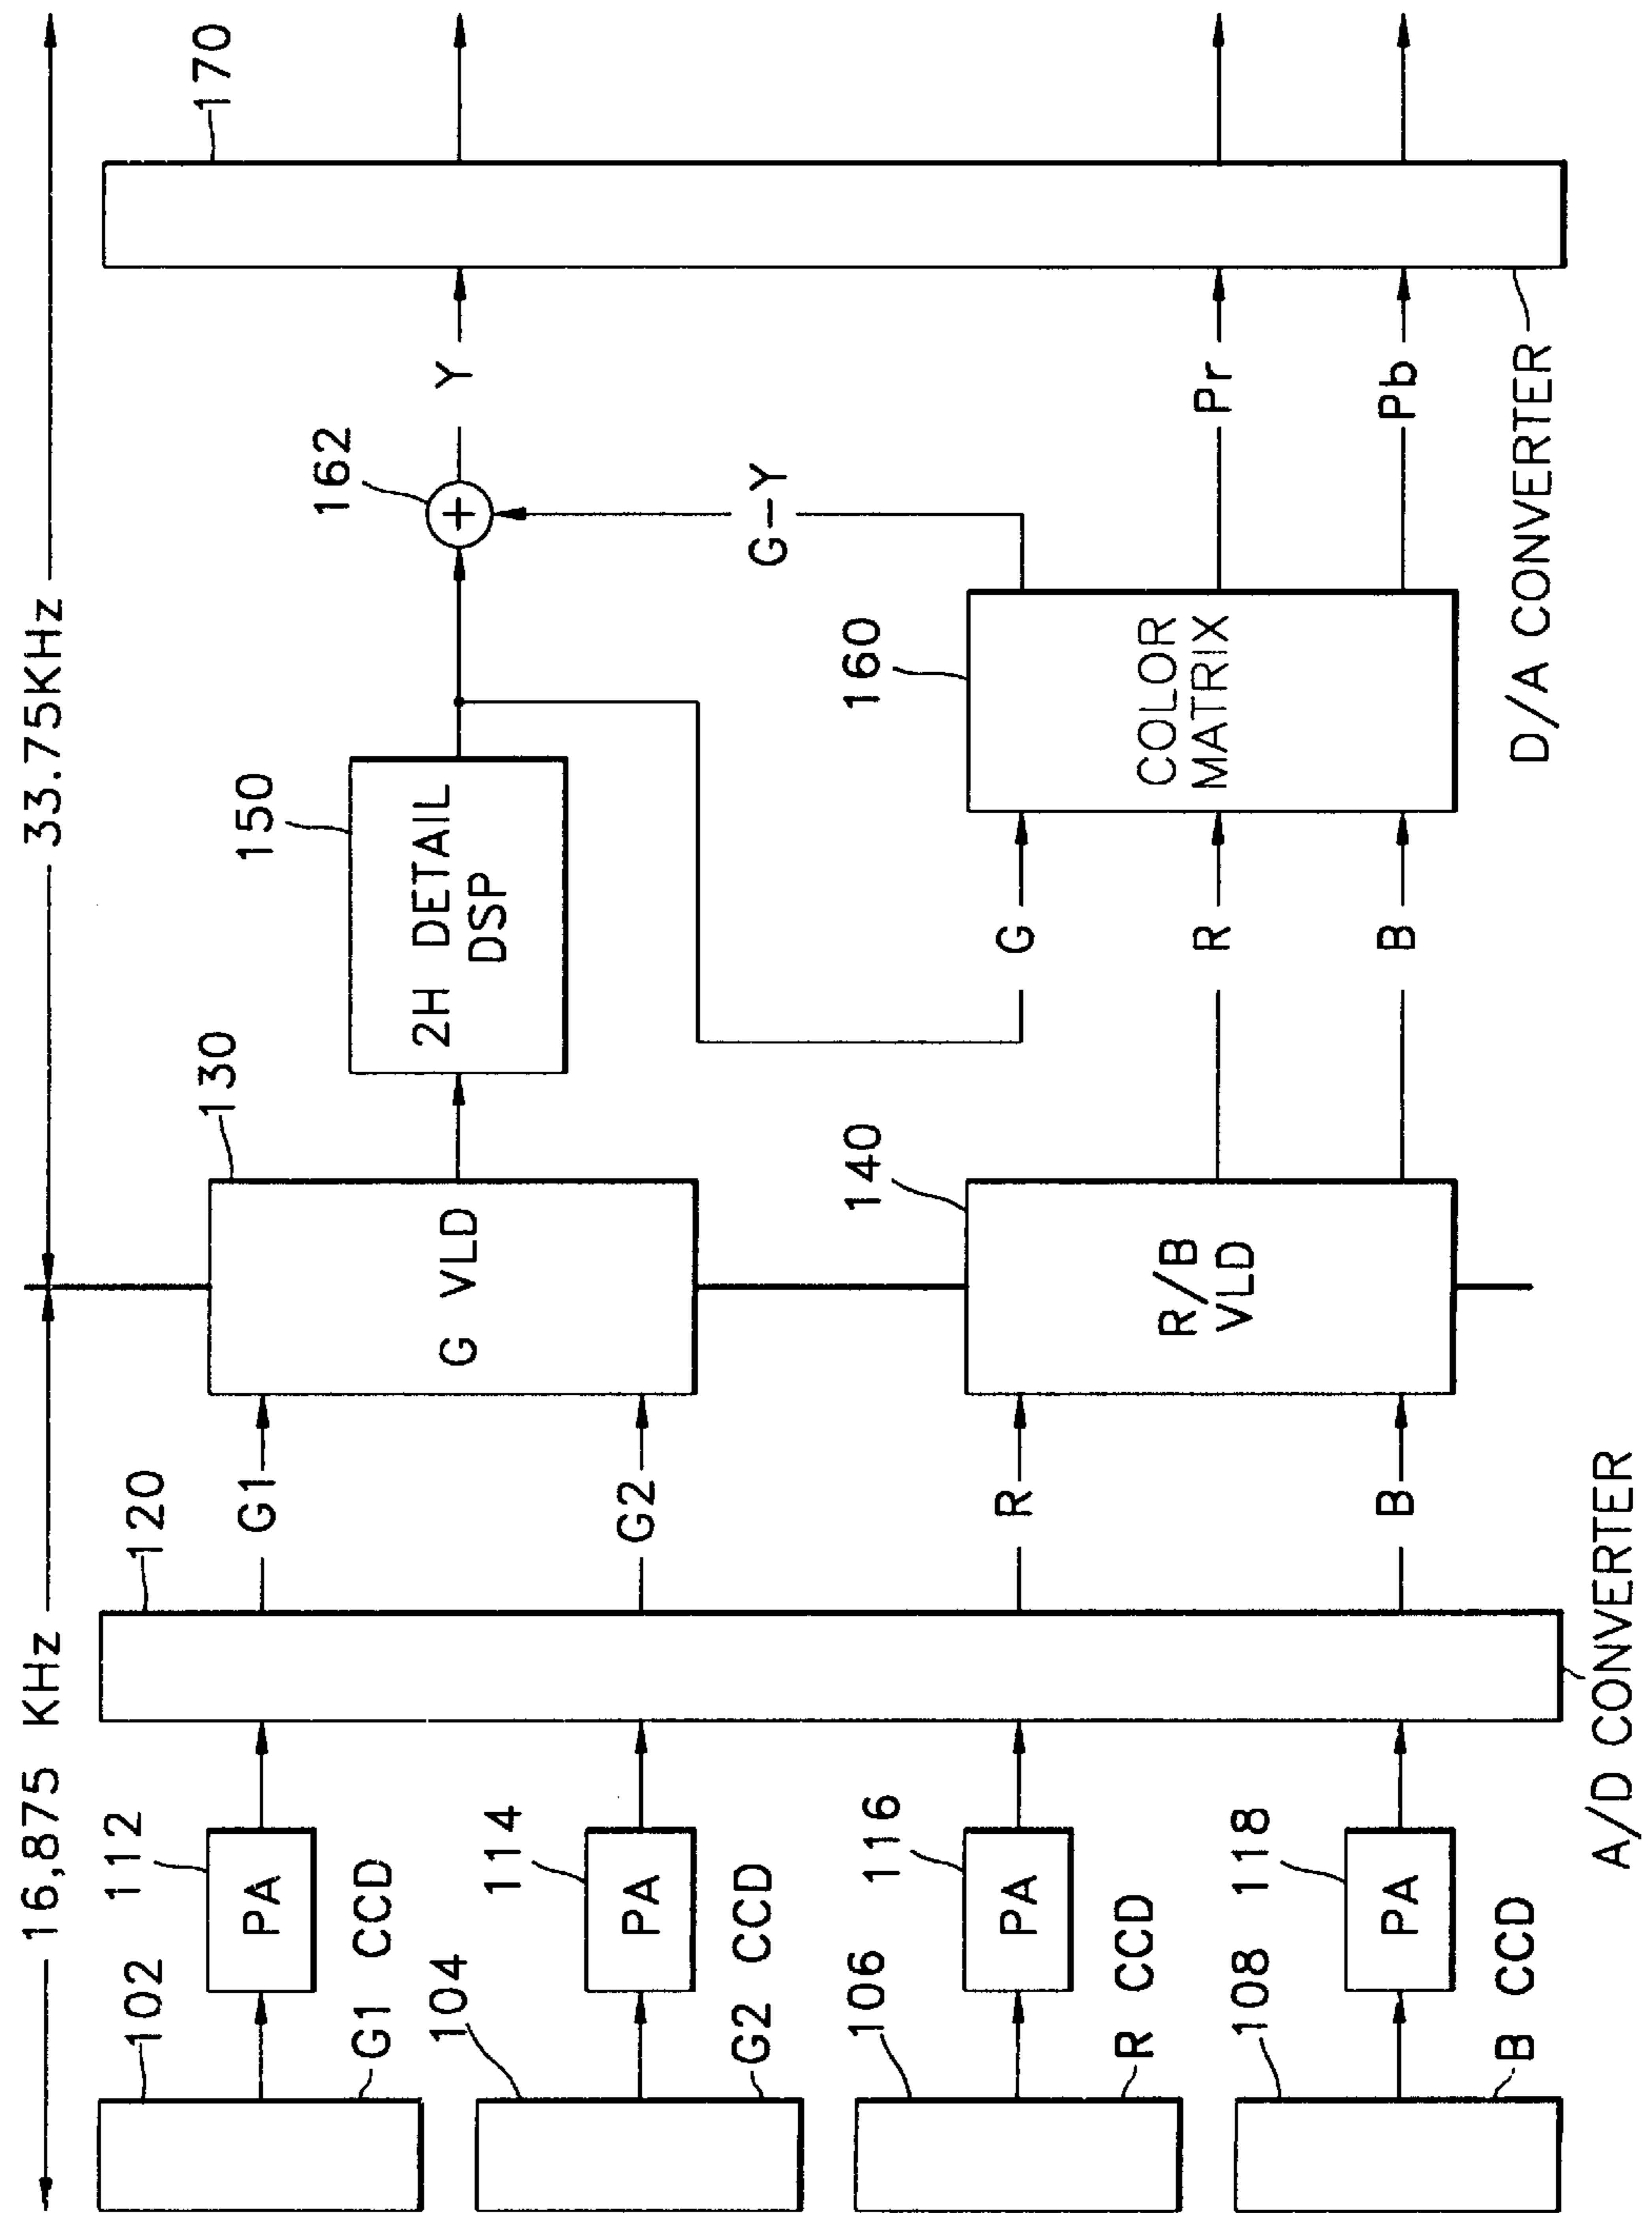 16,875 KHz
33.75KHz
102
112
120
130
150
162
170
PA
G1
G VLD
2H DETAIL
DSP
Y
G1 CCD
104
114
PA
G2
G-Y
G2 CCD
106
116
140
160
PA
R
R/B
VLD
G
R
B
COLOR
MATRIX
Pr
Pb
R CCD
108
118
PA
B
B CCD
A/D CONVERTER
D/A CONVERTER